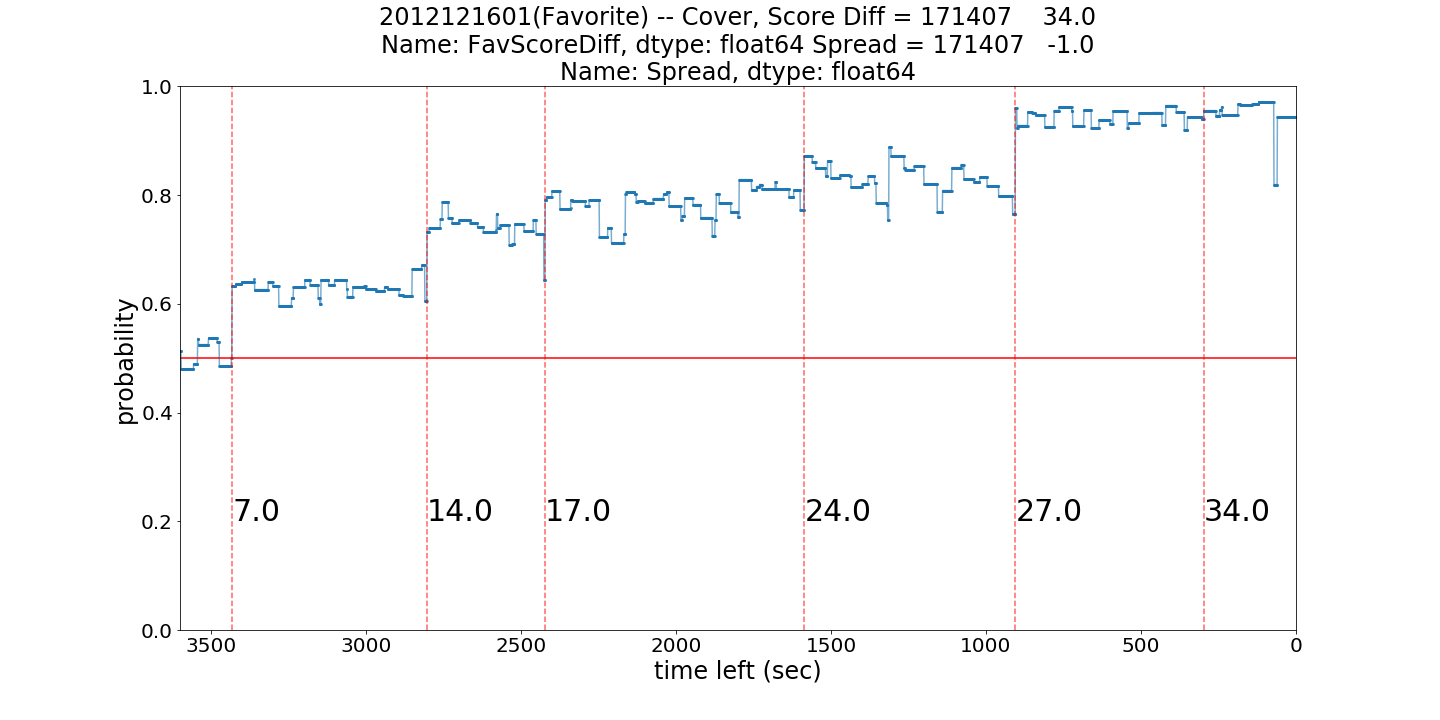 2012121601(Favorite) -- Cover, Score Diff = 171407    34.0
Name: FavScoreDiff, dtype: float64 Spread = 171407   -1.0
Name: Spread, dtype: float64
1.0
0.8
0.6
0.4
0.2
0.0
probability
7.0 14.0 17.0 24.0 27.0 34.0
3500 3000 2500 2000 1500 1000 500 0
time left (sec)